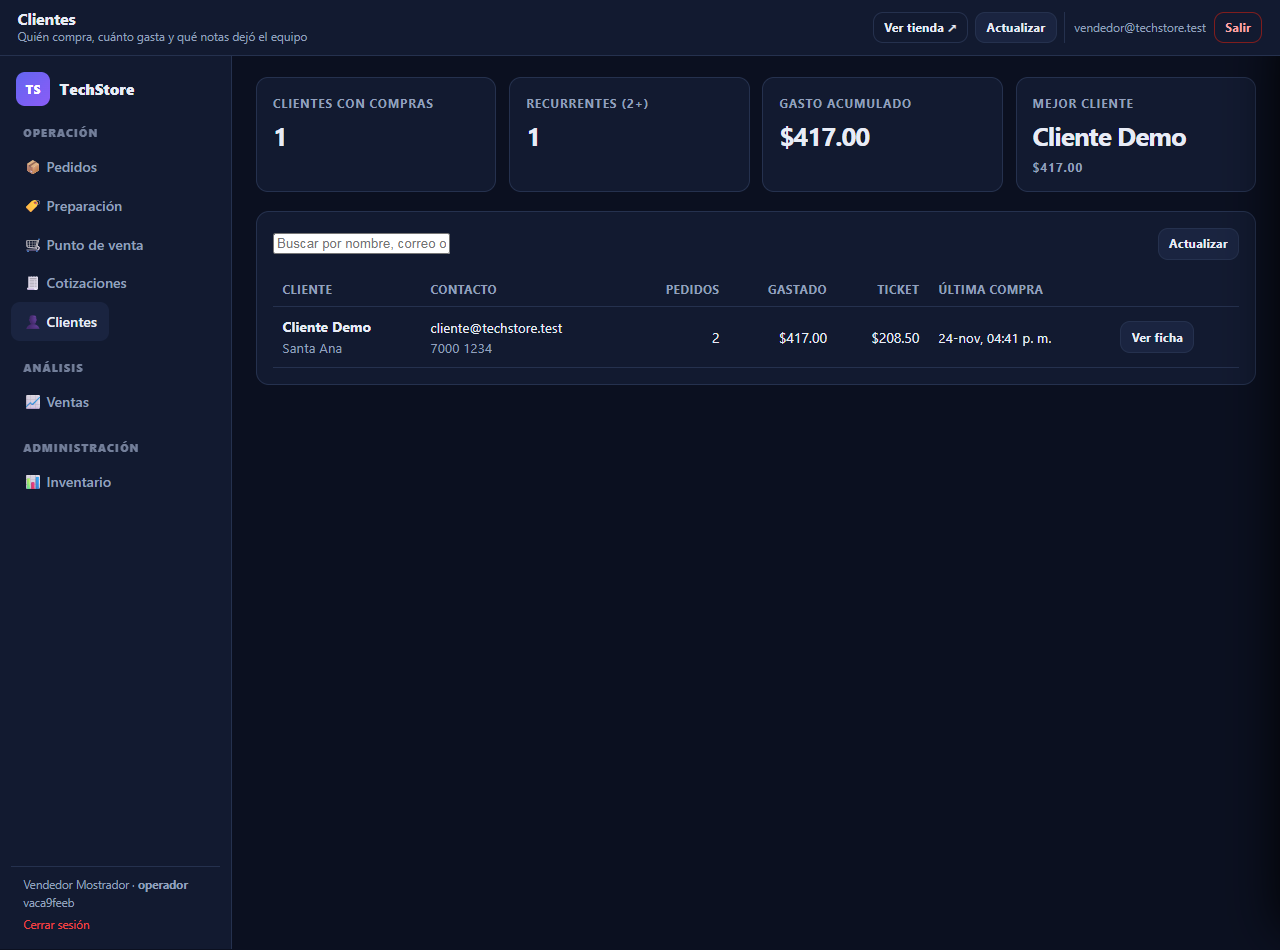 Clientes
Quién compra, cuánto gasta y qué notas dejó el equipo
Ver tienda ↗
Actualizar
vendedor@techstore.test
Salir
TS
TechStore
OPERACIÓN
Pedidos
Preparación
Punto de venta
Cotizaciones
Clientes
ANÁLISIS
Ventas
ADMINISTRACIÓN
Inventario
Vendedor Mostrador · operador
vaca9feeb
Cerrar sesión
CLIENTES CON COMPRAS
1
RECURRENTES (2+)
1
GASTO ACUMULADO
$417.00
MEJOR CLIENTE
Cliente Demo
$417.00
Buscar por nombre, correo o
Actualizar
CLIENTE CONTACTO PEDIDOS GASTADO TICKET ÚLTIMA COMPRA
Cliente Demo cliente@techstore.test 2 $417.00 $208.50 24-nov, 04:41 p. m. Ver ficha
Santa Ana 7000 1234